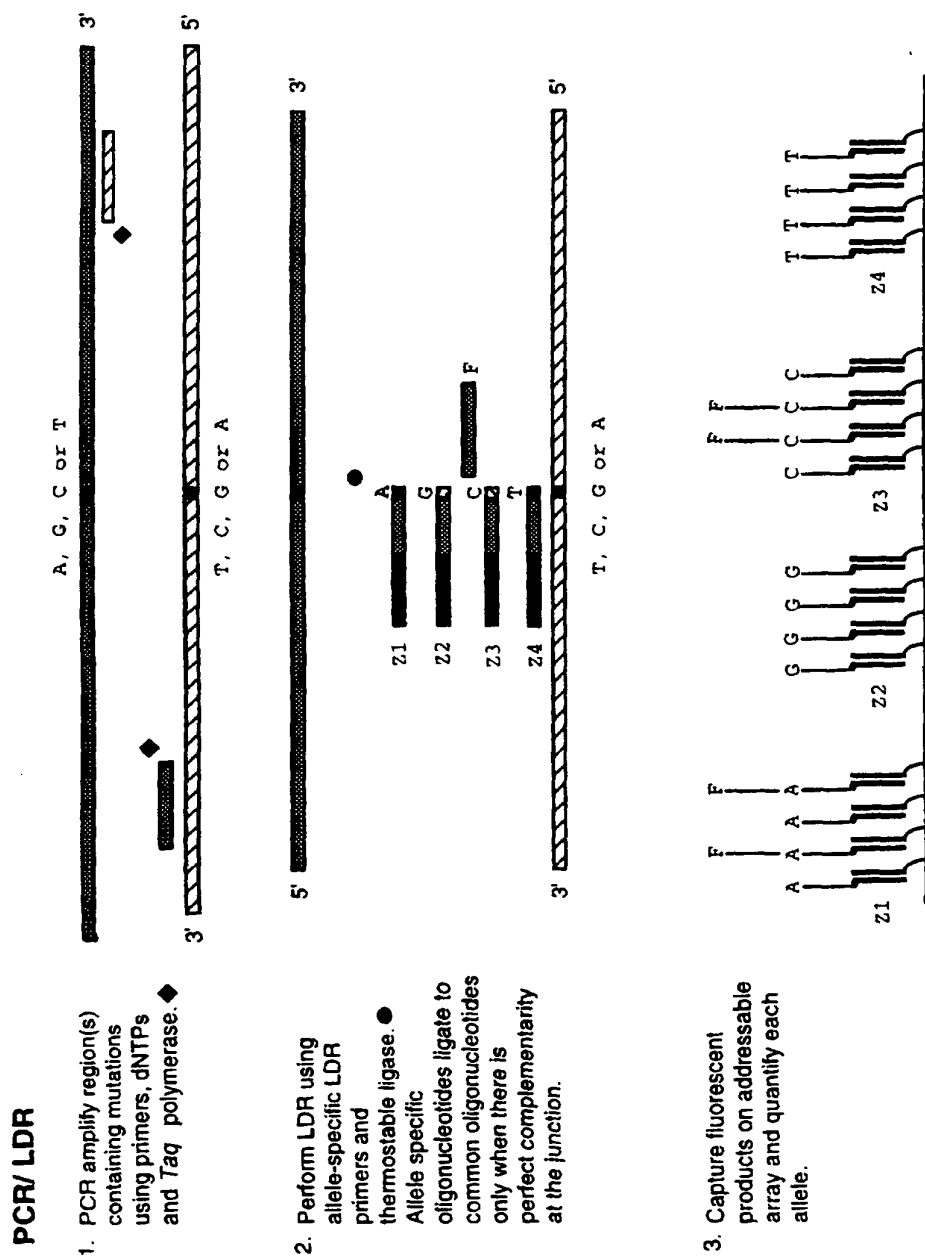 PCR/ LDR
1. PCR amplify region(s)
containing mutations
using primers, dNTPs
and Taq polymerase.
3'
A, G, C or T
3'
5'
T, C, G or A
2. Perform LDR using
allele-specific LDR
primers and
thermostable ligase.
Allele specific
oligonucleotides ligate to
common oligonucleotides
only when there is
perfect complementarity
at the junction.
5'
3'
A
Z1
G
Z2
F
C
Z3
T
Z4
3'
5'
T, C, G or A
3. Capture fluorescent
products on addressable
array and quantify each
allele.
F F F F
A A A A G G G G C C C C T T T T
Z1 Z2 Z3 Z4